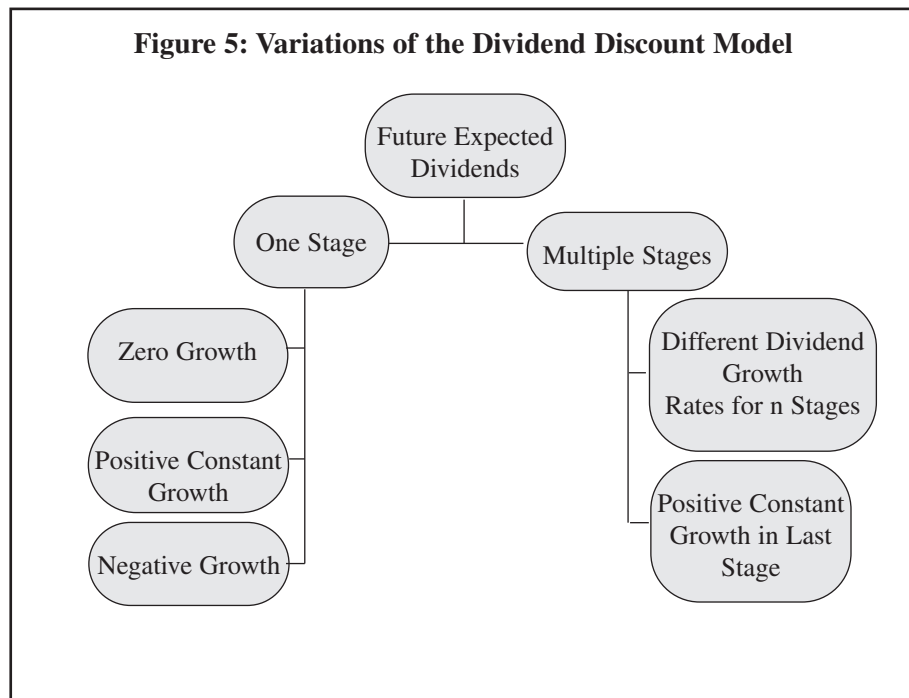 Figure 5: Variations of the Dividend Discount Model
Future Expected
Dividends
One Stage
Multiple Stages
Zero Growth
Positive Constant
Growth
Negative Growth
Different Dividend
Growth
Rates for n Stages
Positive Constant
Growth in Last
Stage